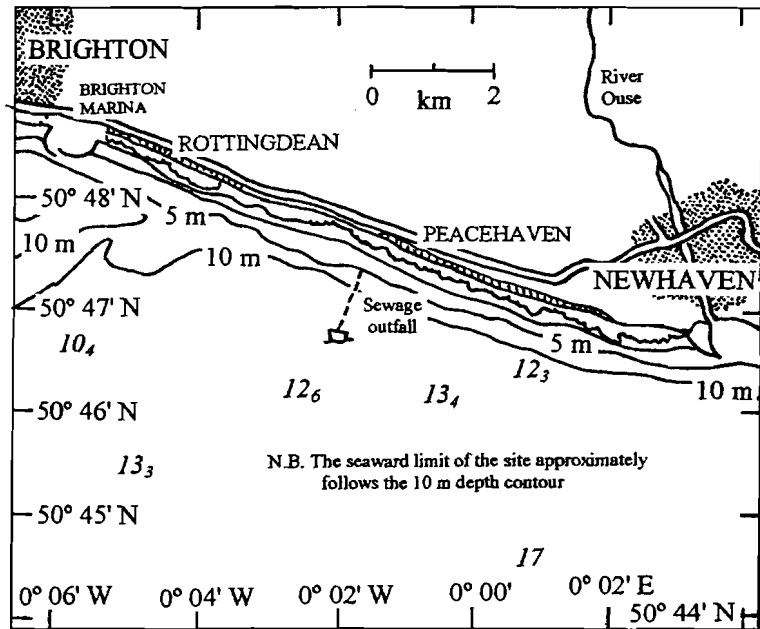 BRIGHTON
BRIGHTON
MARINA
0 2
km
River
Ouse
ROTTINGDEAN
50° 48' N
5 m
10 m
10 m
PEACEHAVEN
NEWHAVEN
50° 47' N
Sewage
outfall
5 m
10 m
10₄
12₆
13₄
12₃
50° 46' N
13₃
N.B. The seaward limit of the site approximately
follows the 10 m depth contour
50° 45' N
17
0° 06' W 0° 04' W 0° 02' W 0° 00' 0° 02' E
50° 44' N